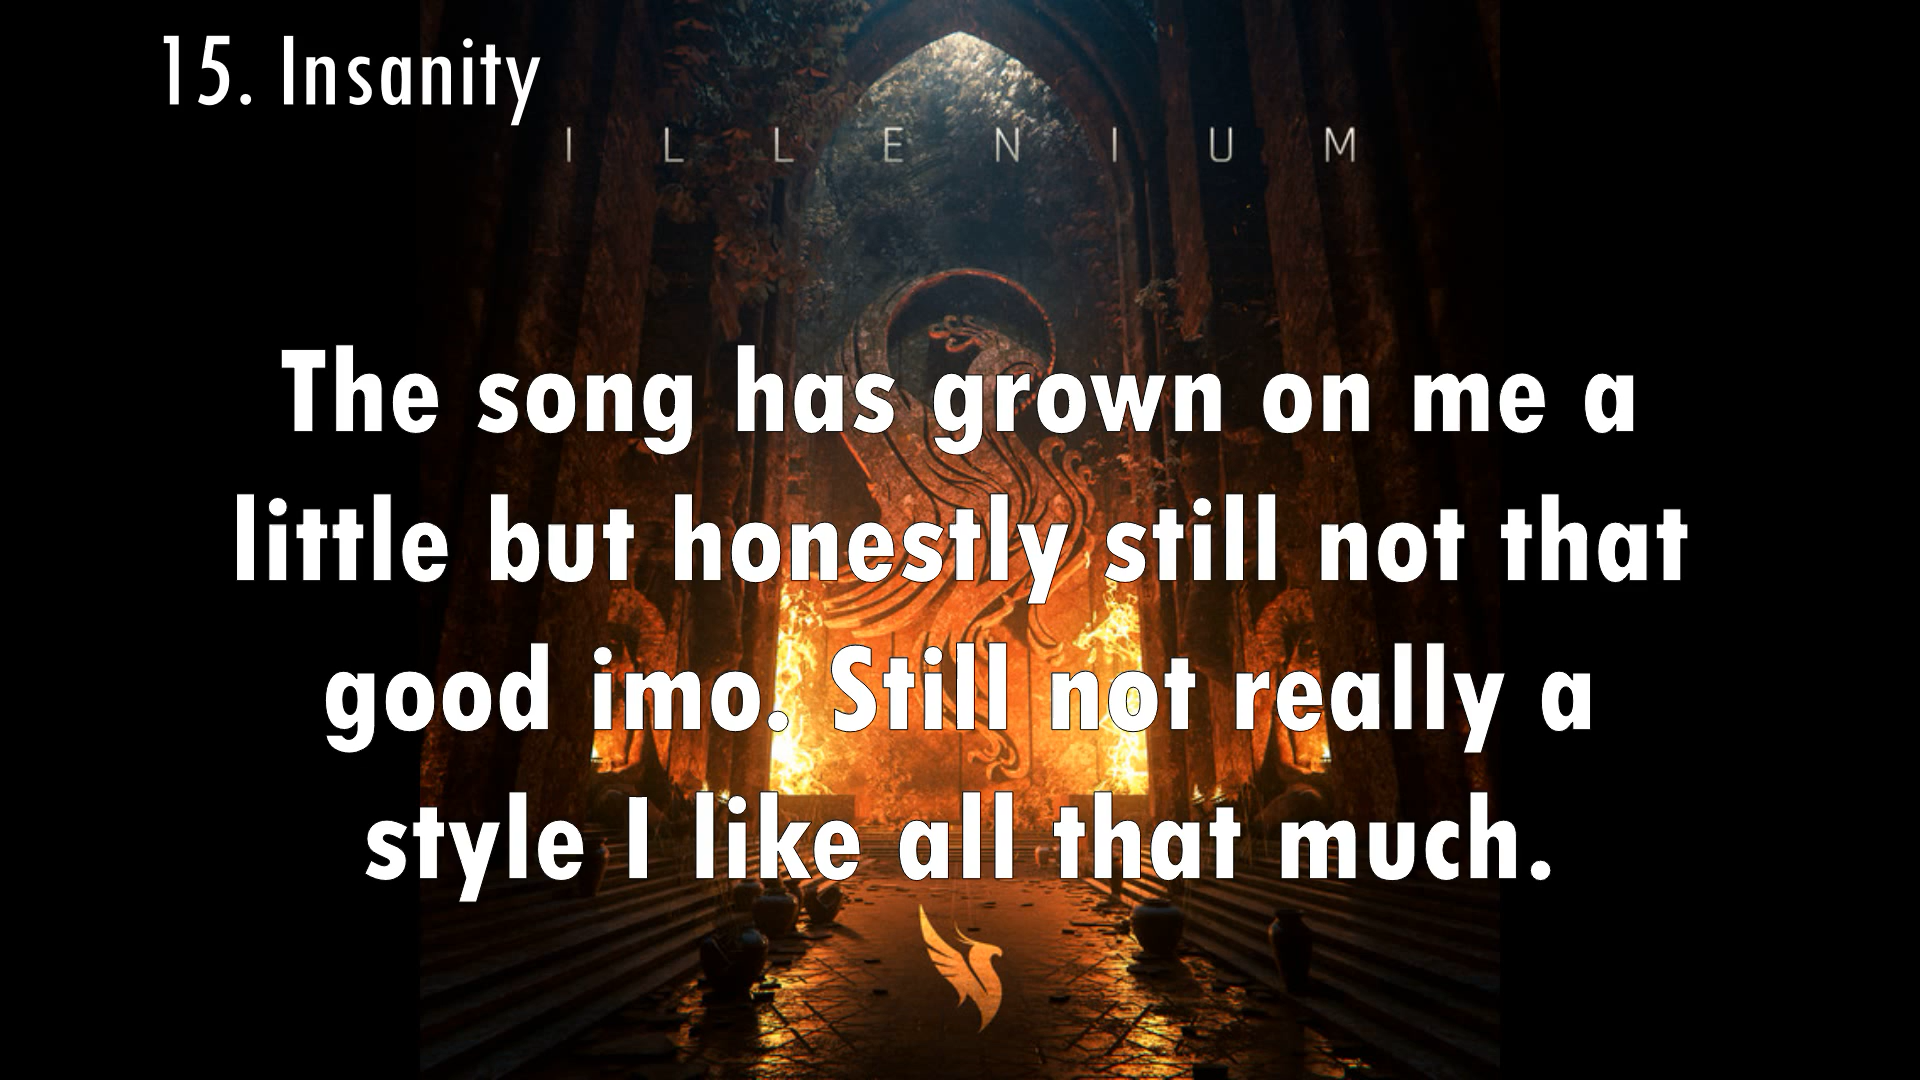 15. Insanity
ILLENIUM
The song has grown on me a
little but honestly still not that
good imo. Still not really a
style I like all that much.